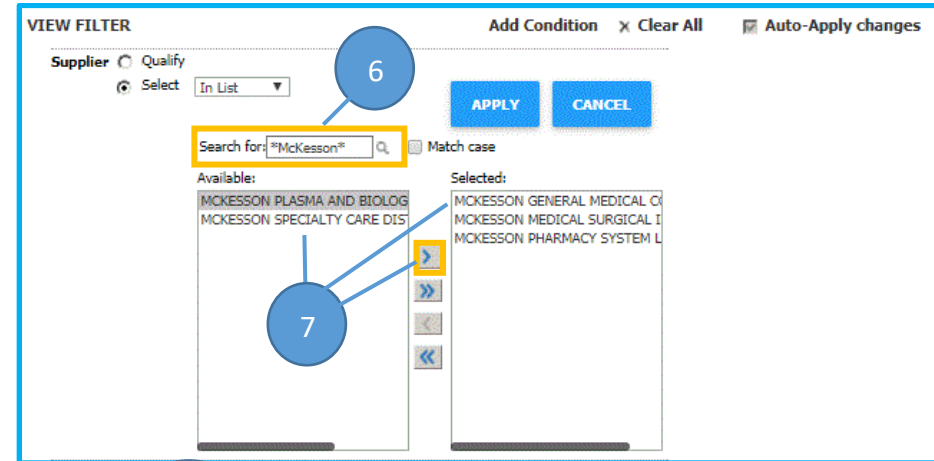 VIEW FILTER Add Condition x Clear All Auto-Apply changes
Supplier Qualify
Select In List
6
APPLY CANCEL
Search for: *McKesson* Match case
Available: Selected:
MCKESSON PLASMA AND BIOLOG MCKESSON GENERAL MEDICAL CO
MCKESSON SPECIALTY CARE DIST MCKESSON MEDICAL SURGICAL I
MCKESSON PHARMACY SYSTEM L
>
>>
7
<
<<